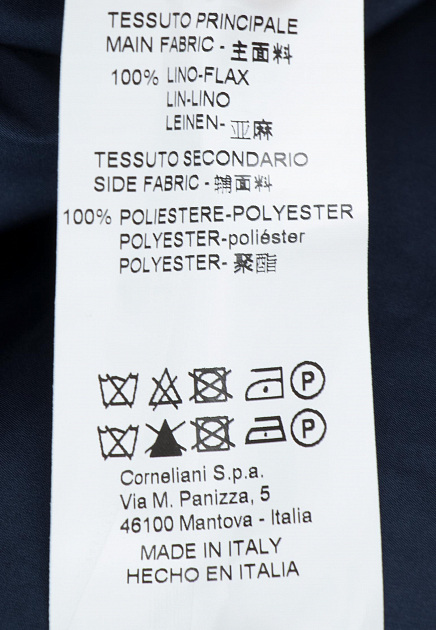 TESSUTO PRINCIPALE
MAIN FABRIC - 主面料
100% LINO-FLAX
LIN-LINO
LEINEN- 亚麻
TESSUTO SECONDARIO
SIDE FABRIC - 辅面料
100% POLIESTERE-POLYESTER
POLYESTER-poliéster
POLYESTER- 聚酯
P
P
Corneliani S.p.a.
Via M. Panizza, 5
46100 Mantova - Italia
MADE IN ITALY
HECHO EN ITALIA